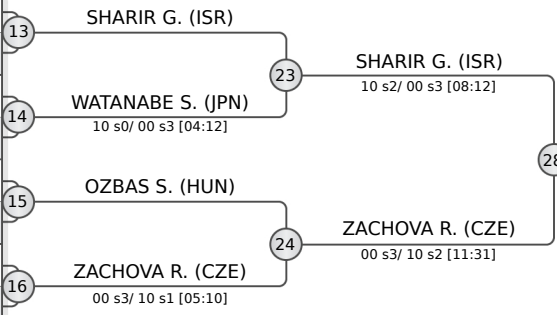 SHARIR G. (ISR)
13
23
SHARIR G. (ISR)
10 s2/ 00 s3 [08:12]
WATANABE S. (JPN)
14
10 s0/ 00 s3 [04:12]
28
OZBAS S. (HUN)
15
24
ZACHOVA R. (CZE)
00 s3/ 10 s2 [11:31]
ZACHOVA R. (CZE)
16
00 s3/ 10 s1 [05:10]